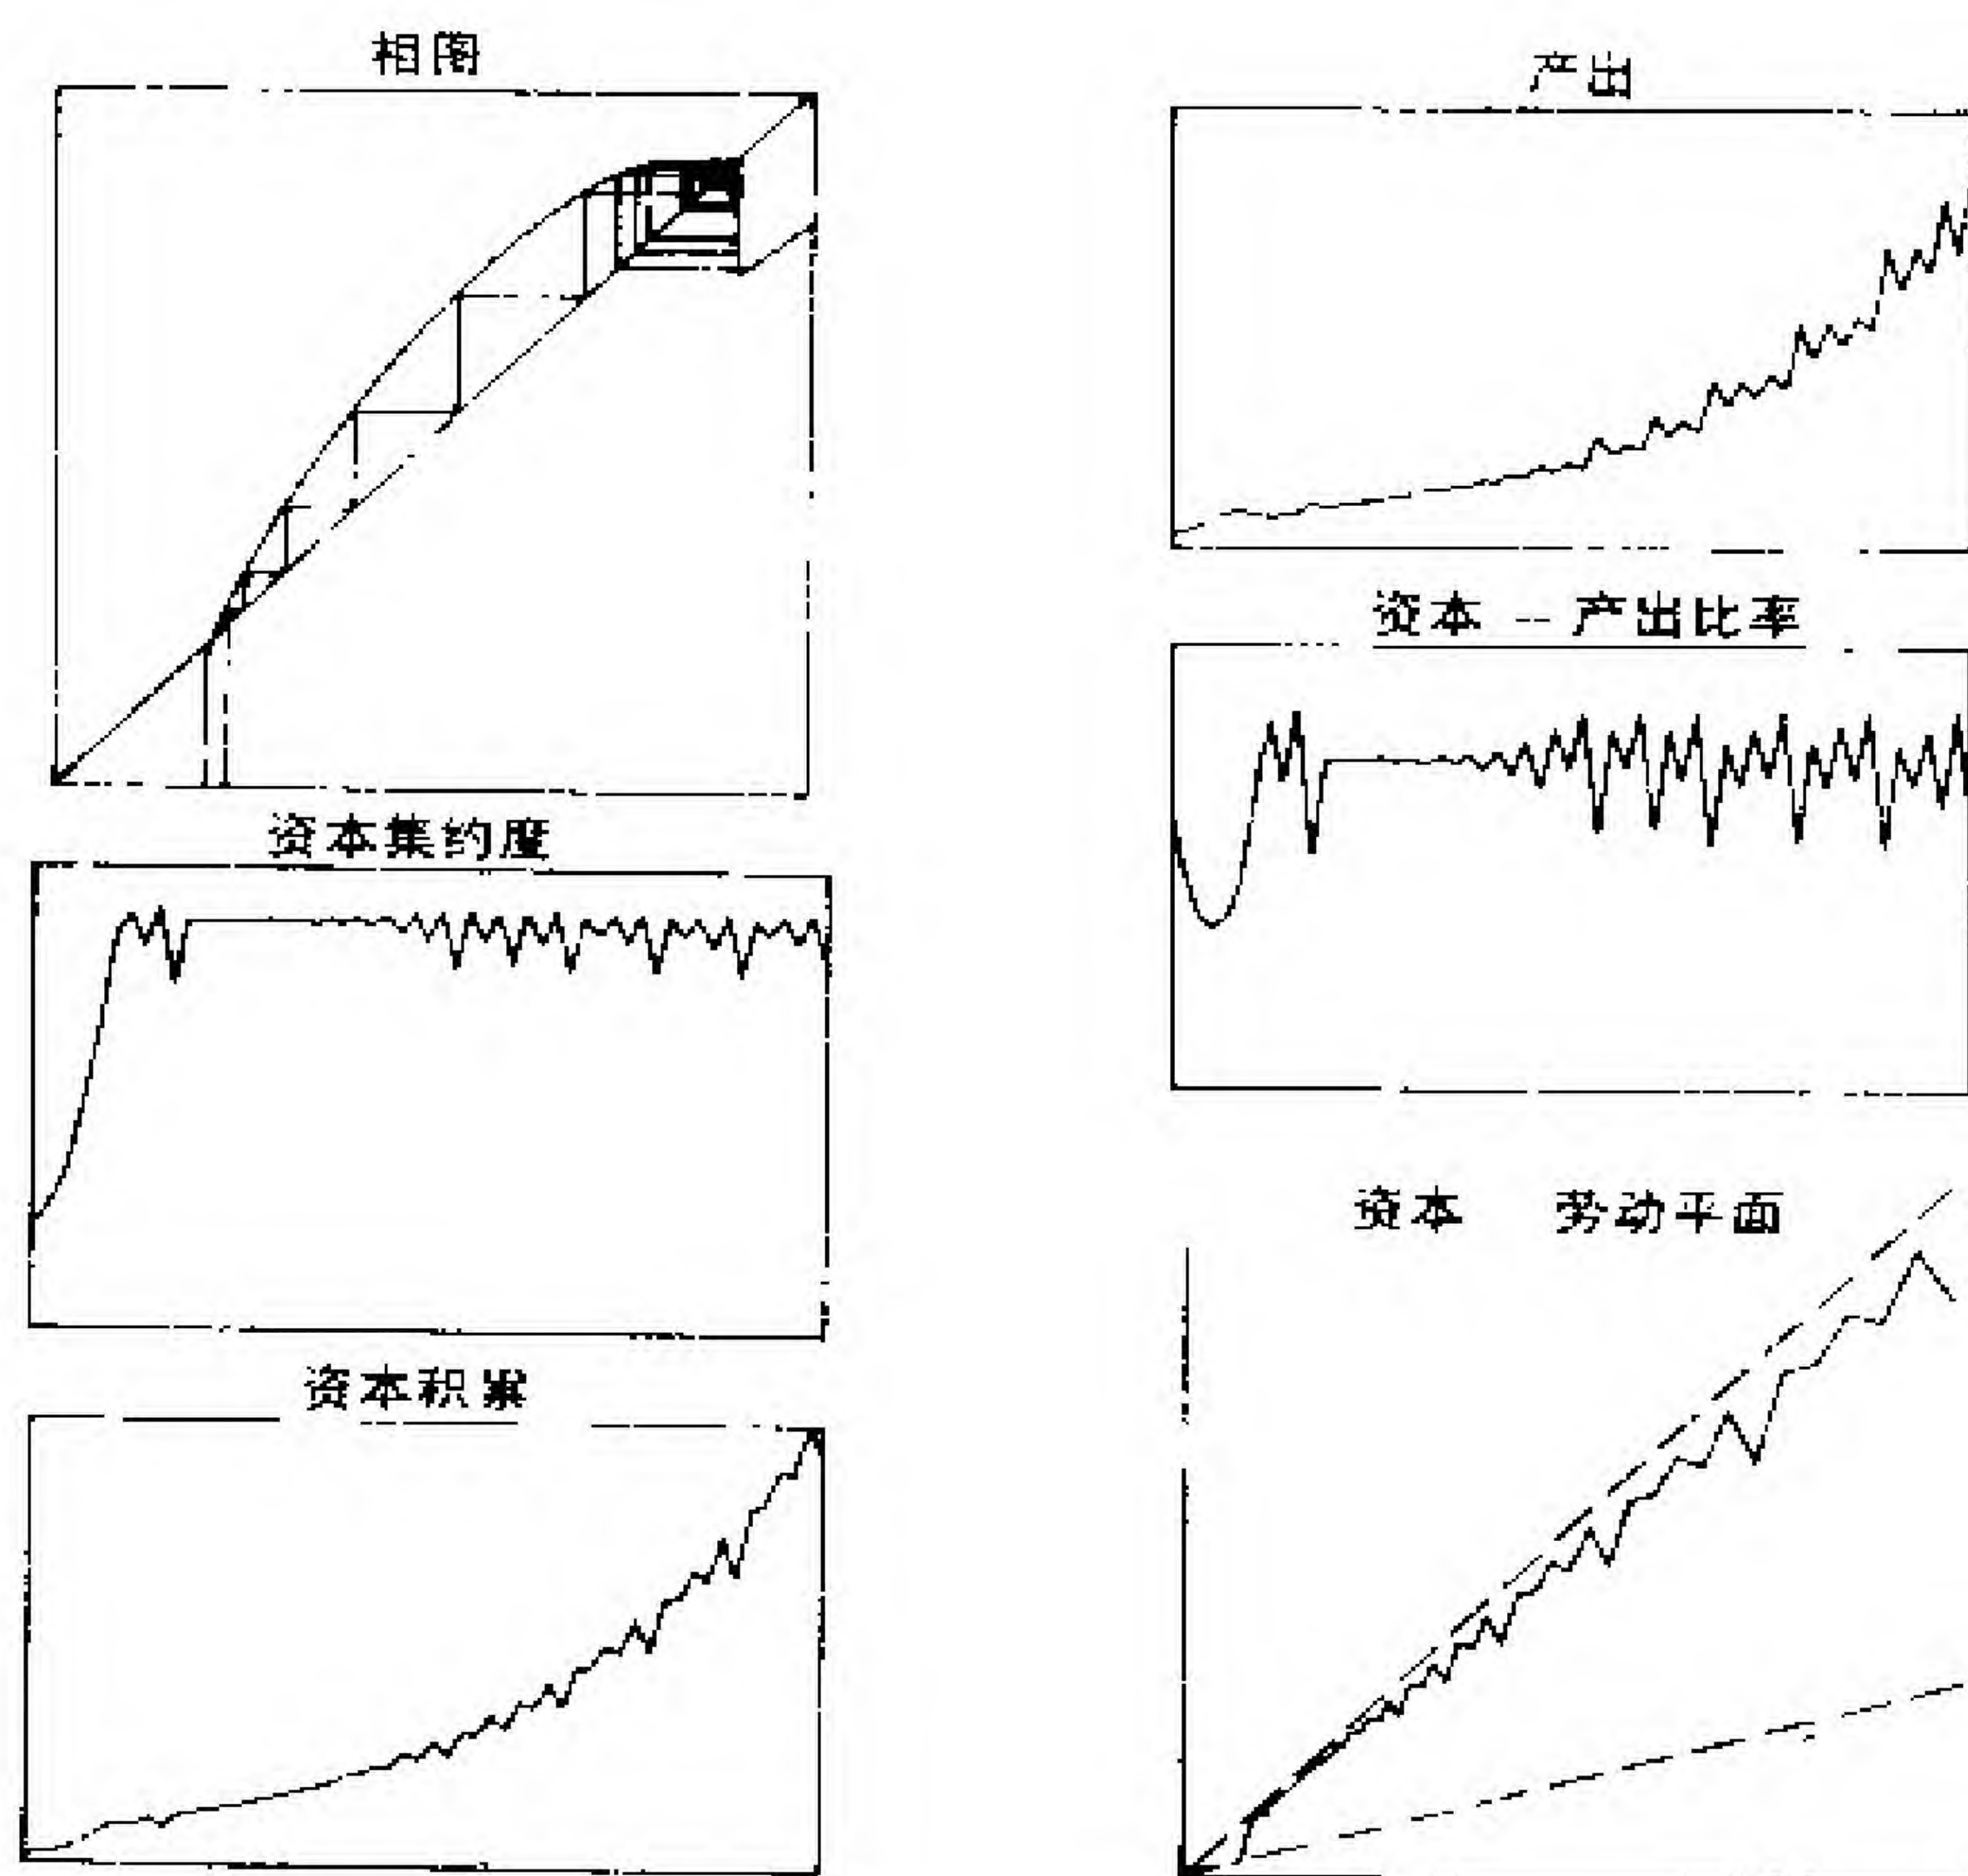 相图
资本集约度
资本积累
产出
资本 – 产出比率
资本 劳动平面